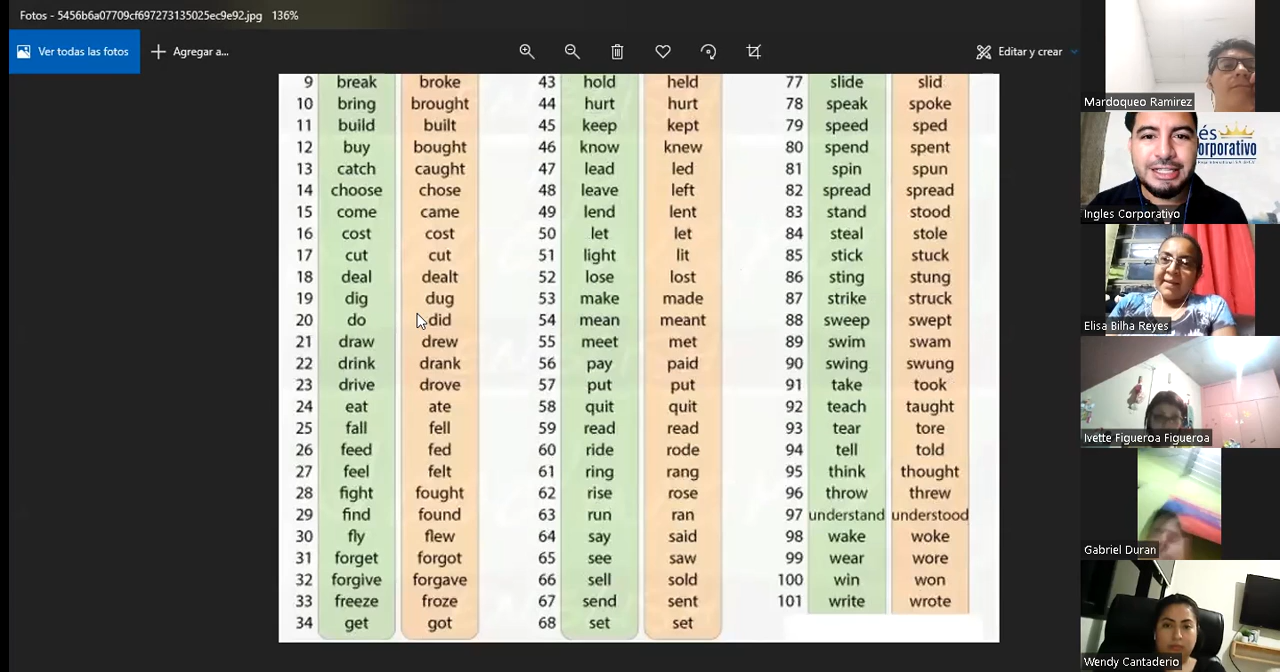 Fotos - 5456b6a07709cf697273135025ec9e92.jpg 136%
Ver todas las fotos
Agregar a...
Editar y crear
9 break broke 43 hold held 77 slide slid
10 bring brought 44 hurt hurt 78 speak spoke
11 build built 45 keep kept 79 speed sped
12 buy bought 46 know knew 80 spend spent
13 catch caught 47 lead led 81 spin spun
14 choose chose 48 leave left 82 spread spread
15 come came 49 lend lent 83 stand stood
16 cost cost 50 let let 84 steal stole
17 cut cut 51 light lit 85 stick stuck
18 deal dealt 52 lose lost 86 sting stung
19 dig dug 53 make made 87 strike struck
20 do did 54 mean meant 88 sweep swept
21 draw drew 55 meet met 89 swim swam
22 drink drank 56 pay paid 90 swing swung
23 drive drove 57 put put 91 take took
24 eat ate 58 quit quit 92 teach taught
25 fall fell 59 read read 93 tear tore
26 feed fed 60 ride rode 94 tell told
27 feel felt 61 ring rang 95 think thought
28 fight fought 62 rise rose 96 throw threw
29 find found 63 run ran 97 understand understood
30 fly flew 64 say said 98 wake woke
31 forget forgot 65 see saw 99 wear wore
32 forgive forgave 66 sell sold 100 win won
33 freeze froze 67 send sent 101 write wrote
34 get got 68 set set
Mardoqueo Ramirez
és
orporativo
Ingles Corporativo
Elisa Bilha Reyes
Ivette Figueroa Figueroa
Gabriel Duran
Wendy Cantaderio